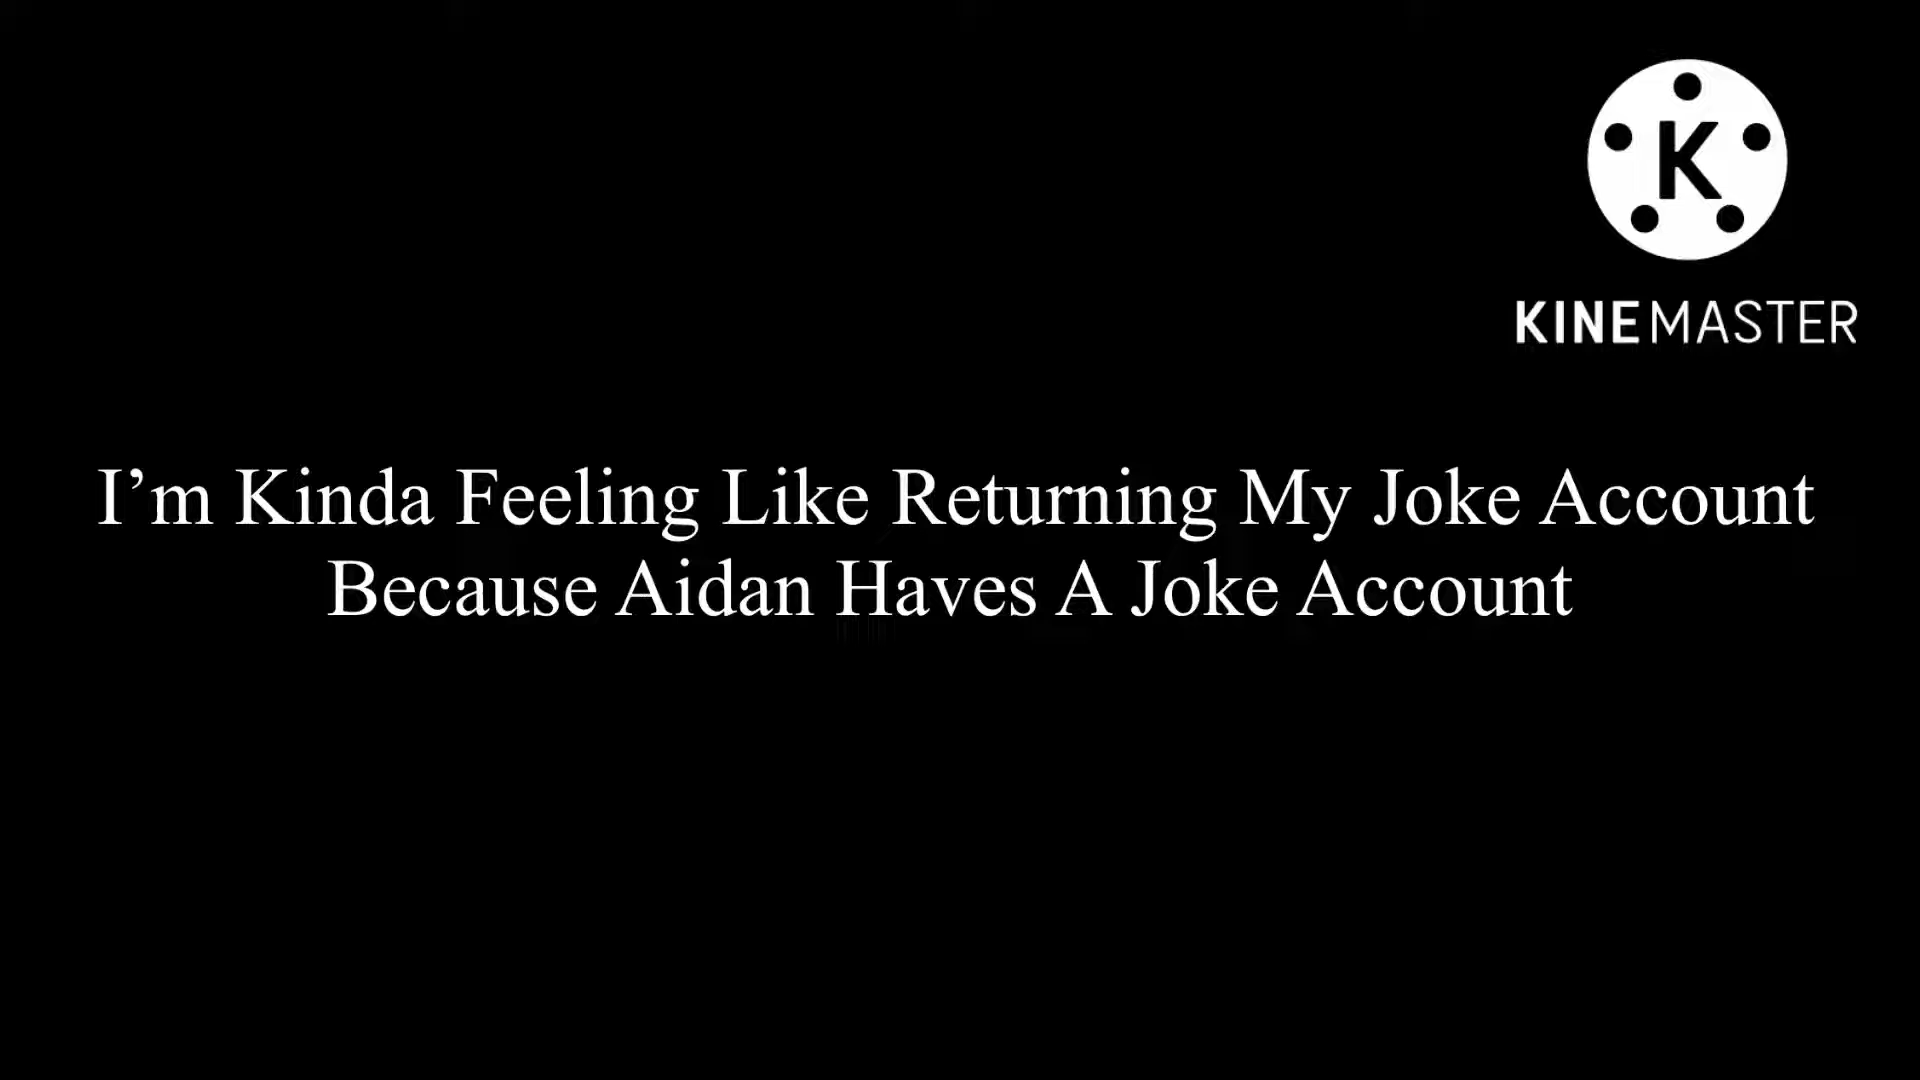 K
KINEMASTER
I’m Kinda Feeling Like Returning My Joke Account
Because Aidan Haves A Joke Account